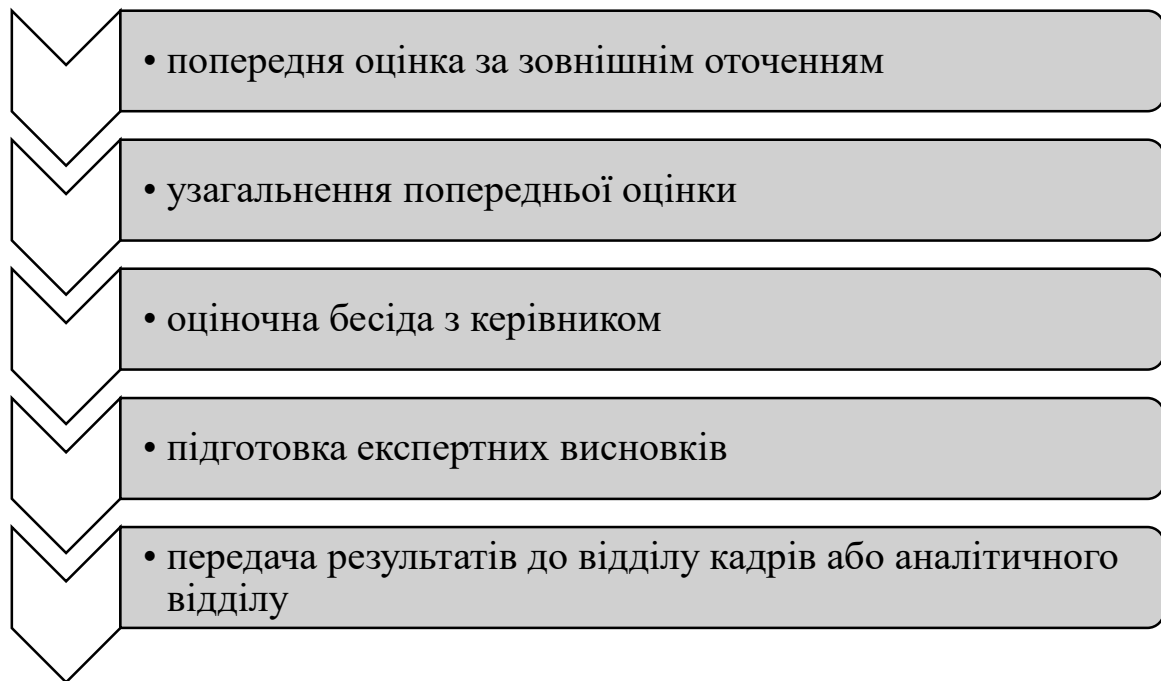 • попередня оцінка за зовнішнім оточенням
• узагальнення попередньої оцінки
• оціночна бесіда з керівником
• підготовка експертних висновків
• передача результатів до відділу кадрів або аналітичного
відділу